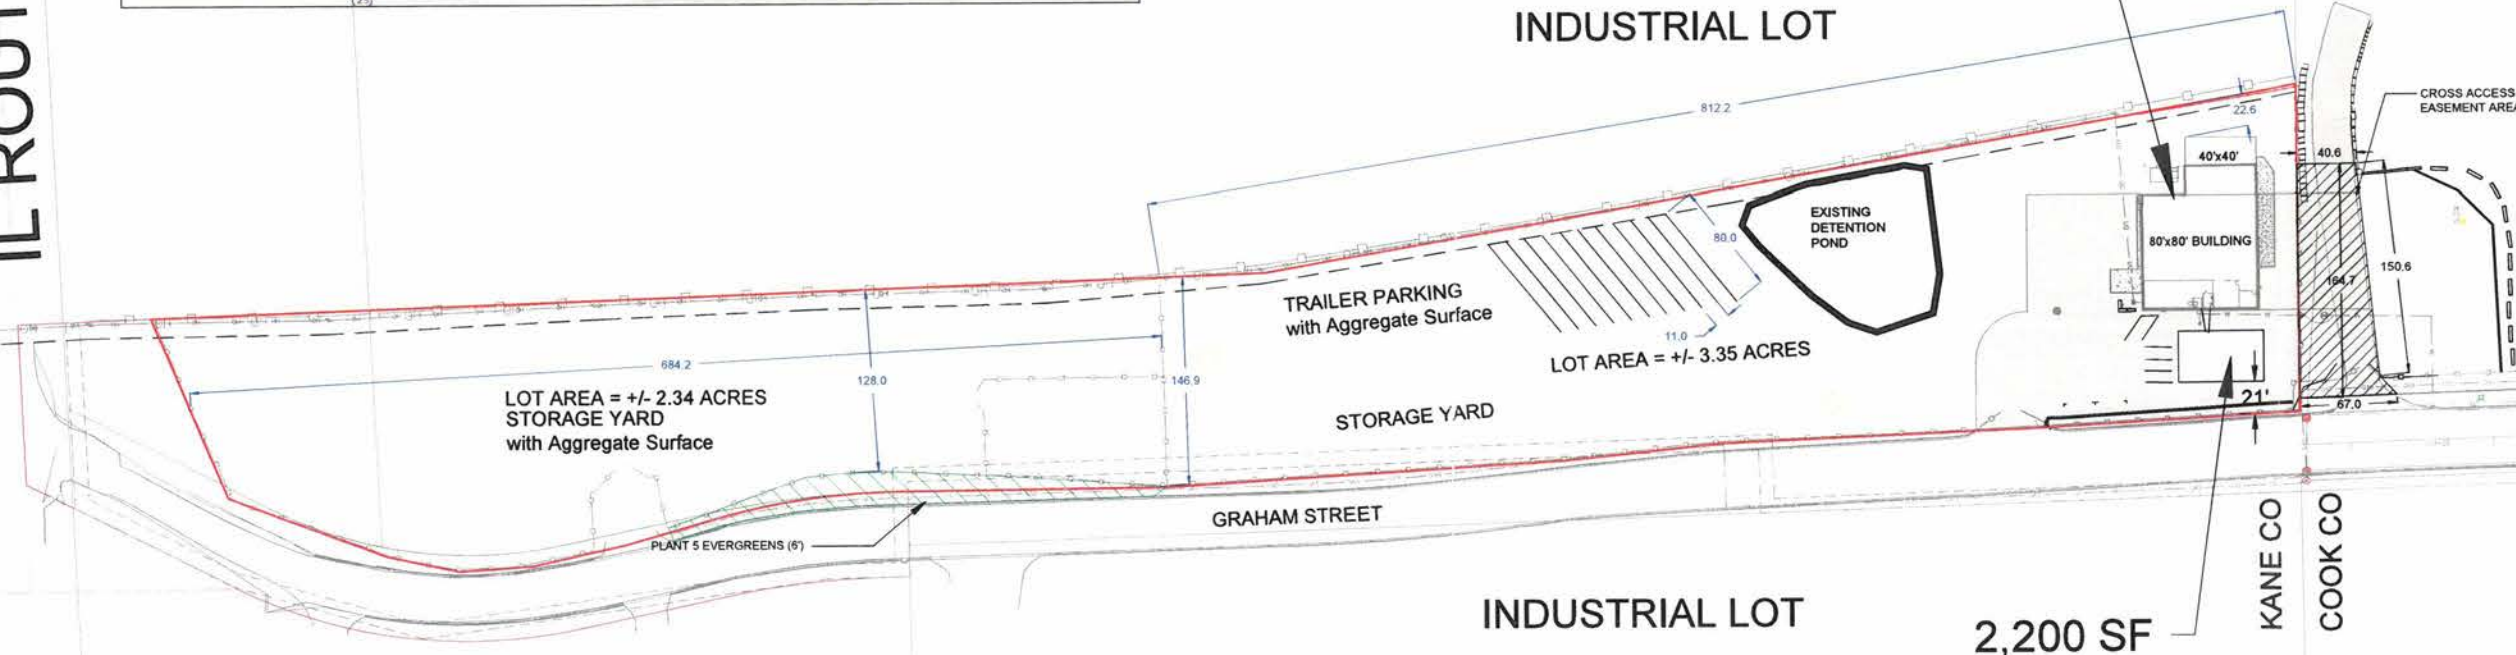 INDUSTRIAL LOT
812.2
22.6
CROSS ACCESS
40'x40'
40.6
80.0
EXISTING
DETENTION
POND
80'x80' BUILDING
164.7
150.6
TRAILER PARKING
with Aggregate Surface
11.0
LOT AREA = +/- 3.35 ACRES
684.2
128.0
146.9
LOT AREA = +/- 2.34 ACRES
STORAGE YARD
with Aggregate Surface
STORAGE YARD
21'
67.0
GRAHAM STREET
PLANT 5 EVERGREENS (6')
INDUSTRIAL LOT
2,200 SF
KANE CO
COOK CO
IL
EASEMENT